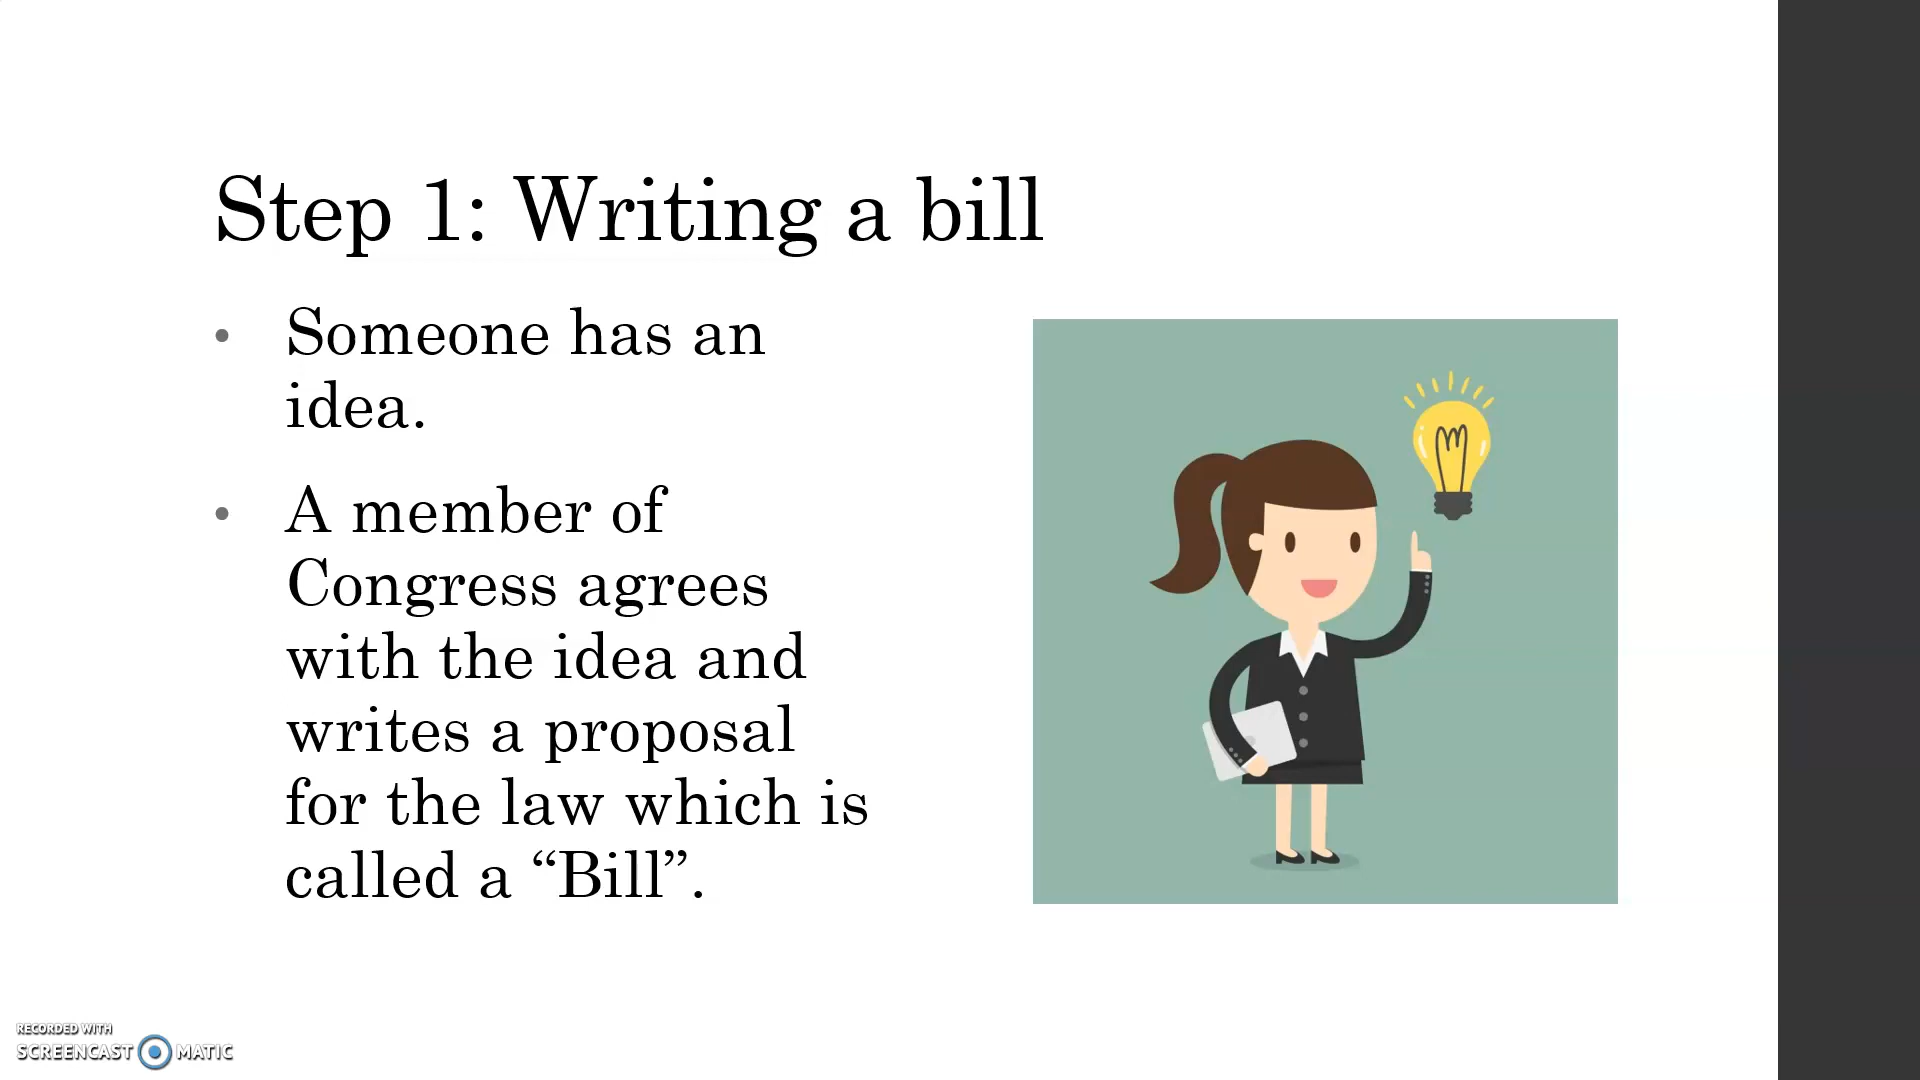 Step 1: Writing a bill
• Someone has an
idea.
• A member of
Congress agrees
with the idea and
writes a proposal
for the law which is
called a “Bill”.
RECORDED WITH
SCREENCAST MATIC